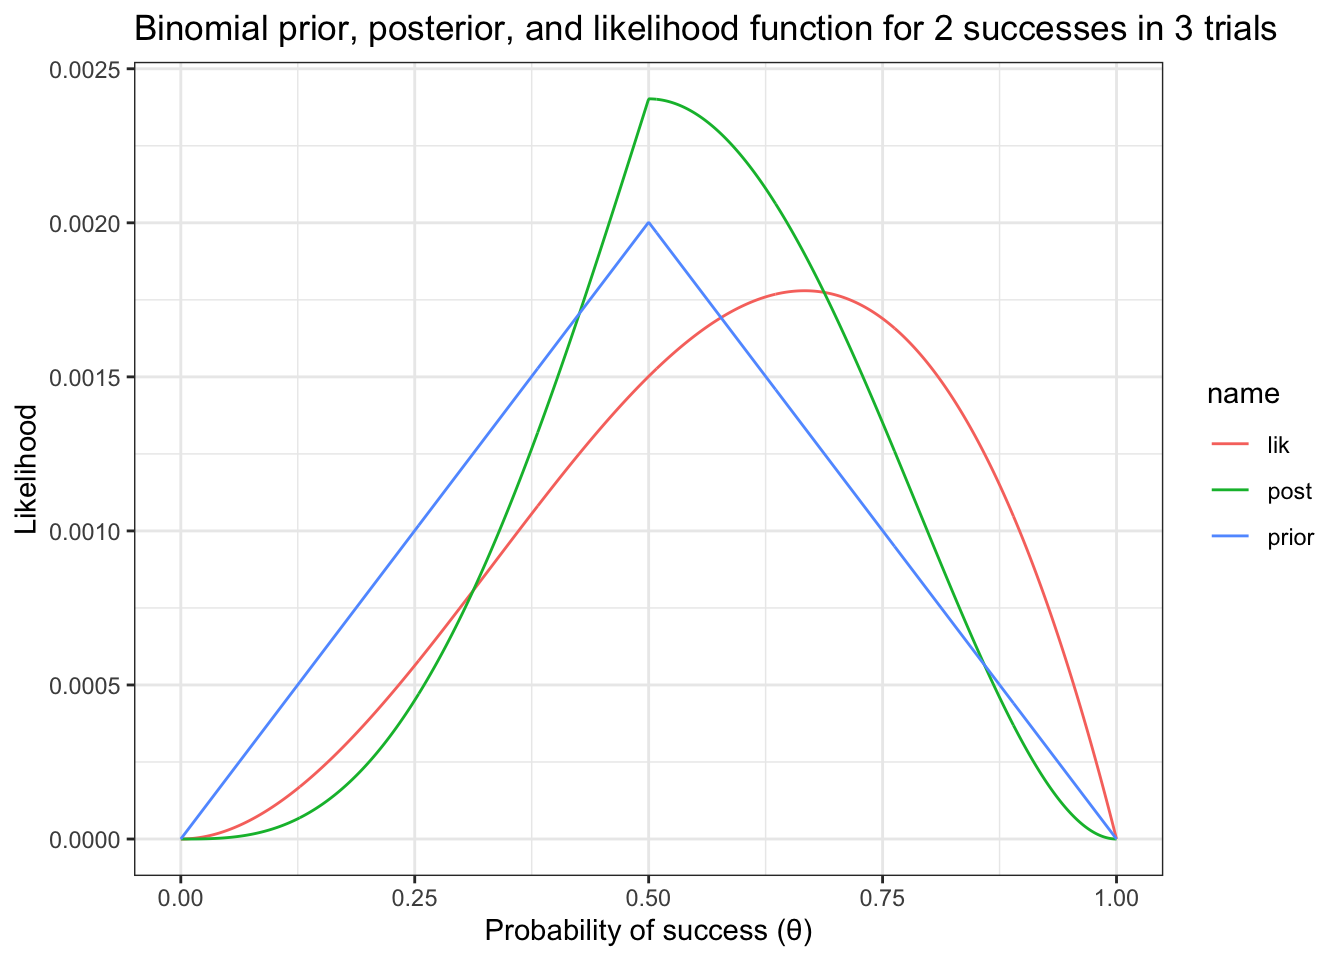 Binomial prior, posterior, and likelihood function for 2 successes in 3 trials
0.0025
0.0020
0.0015
0.0010
0.0005
0.0000
Likelihood
0.00 0.25 0.50 0.75 1.00
Probability of success (θ)
name
lik
post
prior